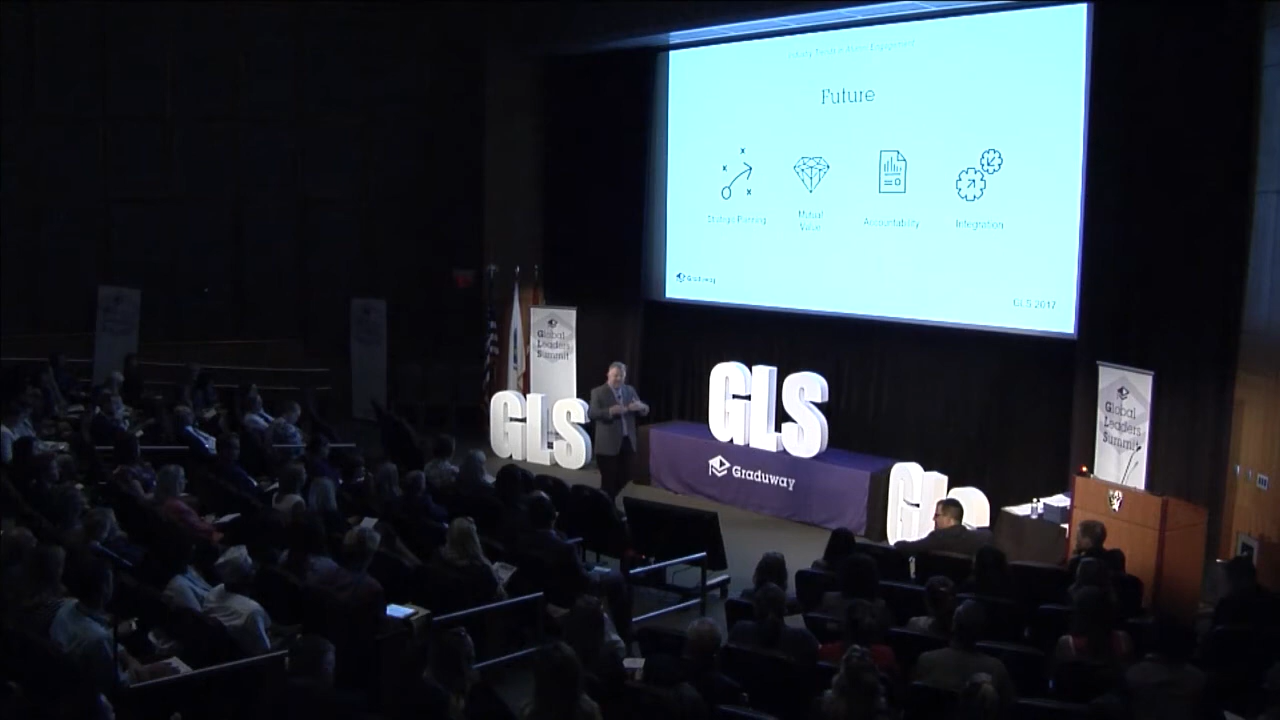 Future
Strategic Planning
Mutual
Value
Accountability
Integration
Graduway
GLS 2017
Global
Leaders
Summit
GLS
GLS
Graduway
Global
Leaders
Summit